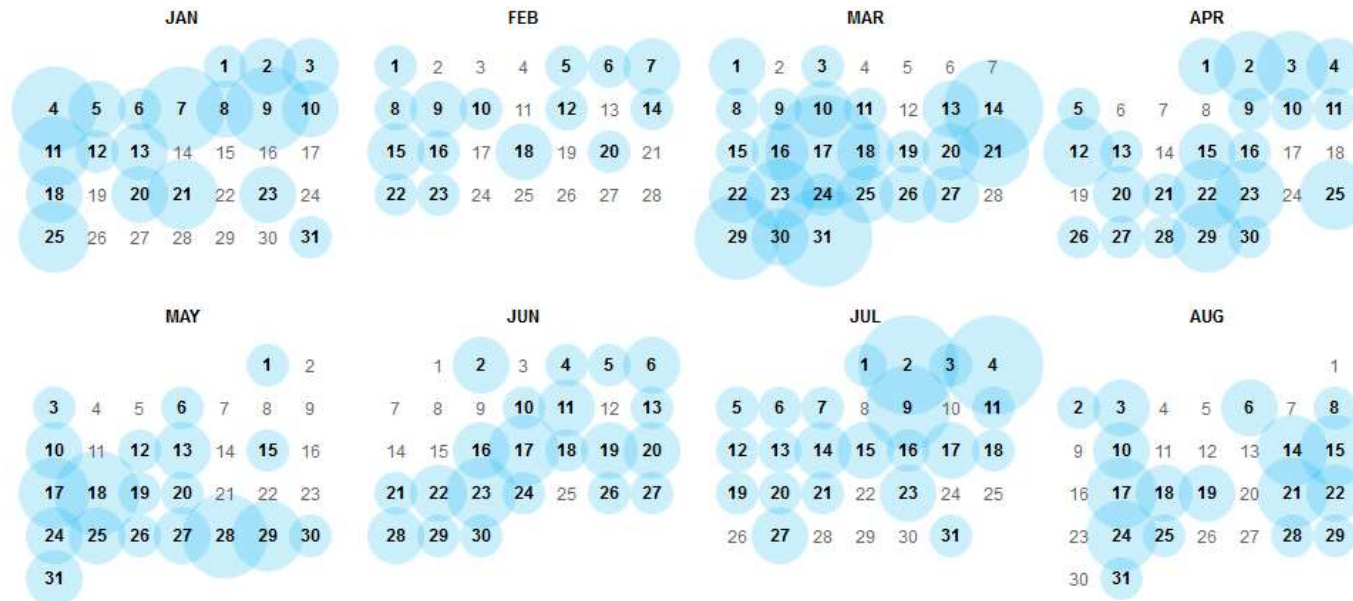 JAN FEB MAR APR
1 2 3 1 2 3 4 5 6 7 1 2 3 4 5 6 7 1 2 3 4
4 5 6 7 8 9 10 8 9 10 11 12 13 14 8 9 10 11 12 13 14 5 6 7 8 9 10 11
11 12 13 14 15 16 17 15 16 17 18 19 20 21 15 16 17 18 19 20 21 12 13 14 15 16 17 18
18 19 20 21 22 23 24 22 23 24 25 26 27 28 22 23 24 25 26 27 28 19 20 21 22 23 24 25
25 26 27 28 29 30 31 29 30 31 26 27 28 29 30
MAY JUN JUL AUG
1 2 1 2 3 4 5 6 1 2 3 4 1
3 4 5 6 7 8 9 7 8 9 10 11 12 13 5 6 7 8 9 10 11 2 3 4 5 6 7 8
10 11 12 13 14 15 16 14 15 16 17 18 19 20 12 13 14 15 16 17 18 9 10 11 12 13 14 15
17 18 19 20 21 22 23 21 22 23 24 25 26 27 19 20 21 22 23 24 25 16 17 18 19 20 21 22
24 25 26 27 28 29 30 28 29 30 26 27 28 29 30 31 23 24 25 26 27 28 29
31 30 31